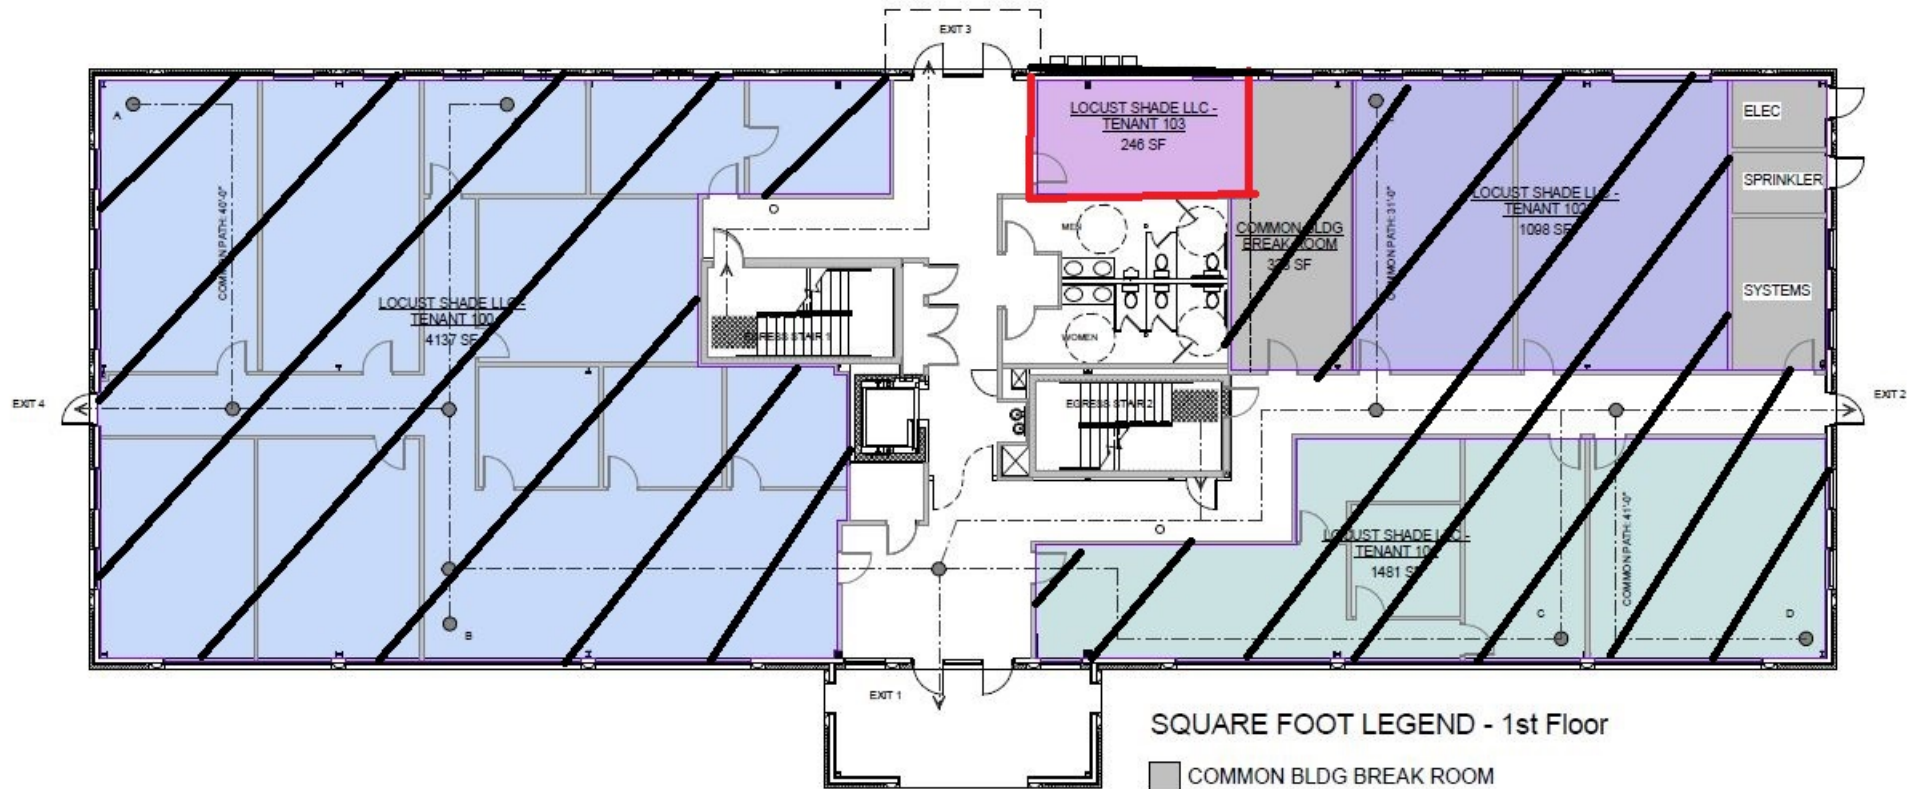 EXIT 3
A
LOCUST SHADE LLC -
TENANT 103
246 SF
ELEC
SPRINKLER
SYSTEMS
LOCUST SHADE LLC -
TENANT 102
1098 SF
COMMON BLDG
BREAK ROOM
SF
MEN
WOMEN
COMMON PATH: 40'-0"
COMMON PATH: 31'-0"
LOCUST SHADE LLC -
TENANT 100
4137 SF
EGRESS STAIR 1
EGRESS STAIR 2
EXIT 4
EXIT 2
LOCUST SHADE LLC -
TENANT
1481 SF
COMMON PATH: 41'-0"
B
C
D
EXIT 1
SQUARE FOOT LEGEND - 1st Floor
COMMON BLDG BREAK ROOM